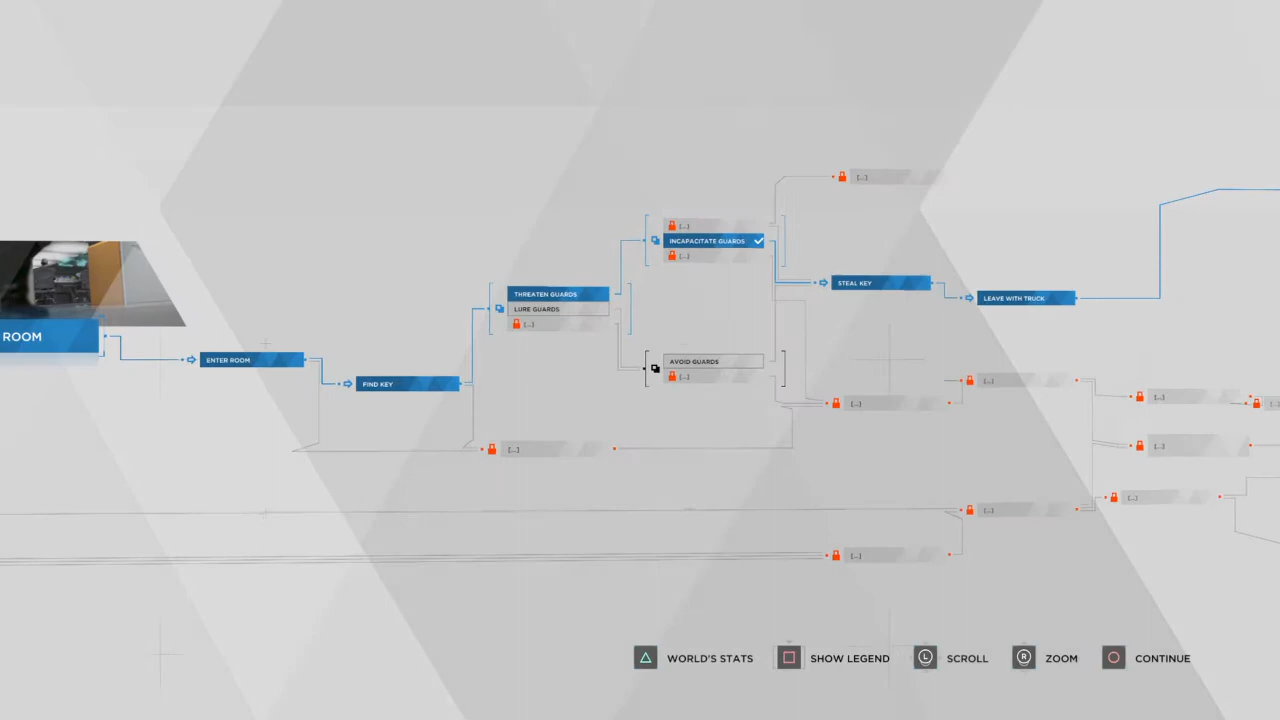 [...]
[...]
INCAPACITATE GUARDS
[...]
STEAL KEY
THREATEN GUARDS
LURE GUARDS
[...]
LEAVE WITH TRUCK
ROOM
ENTER ROOM
AVOID GUARDS
[...]
FIND KEY
[...]
[...]
[...]
[...]
[...]
[...]
[...]
[...]
[...]
WORLD'S STATS
SHOW LEGEND
L SCROLL
R ZOOM
CONTINUE